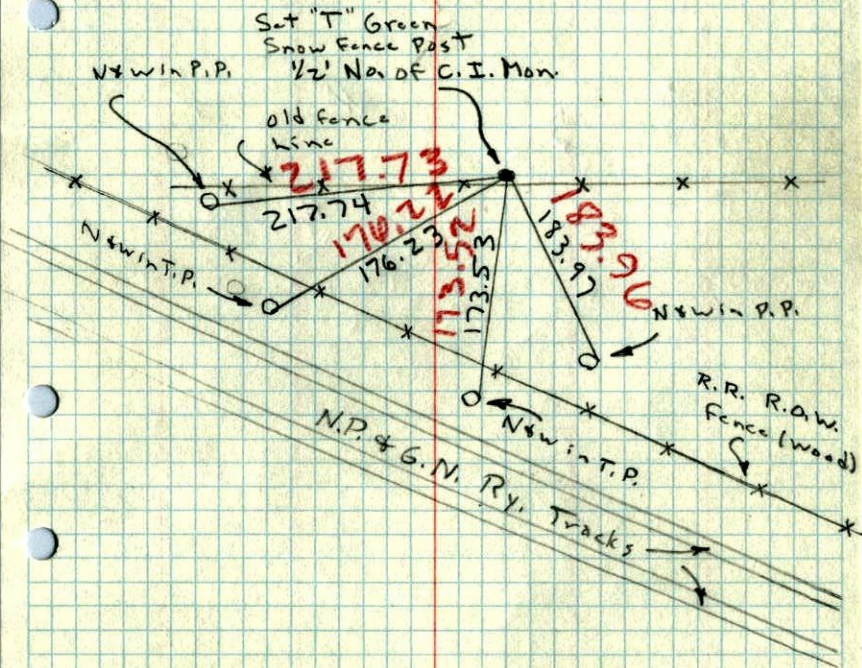 Set "T" Green
Snow Fence Post
1/2' No. of C.I. Mon.
N&W in P.P.
old fence
Line
217.73
217.74
176.22
176.23
173.52
173.53
183.96
183.97
N&W in T.P.
N&W in P.P.
R.R. R.O.W.
Fence (Wood)
N&W in T.P.
N.P. & G.N. Ry. Tracks